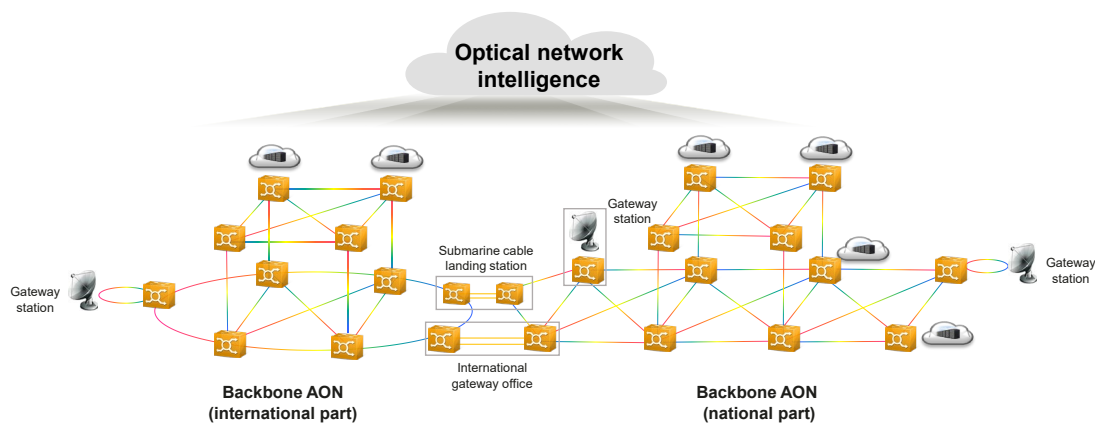 Optical network
intelligence
Gateway
station
Submarine cable
landing station
Gateway
station
Gateway
station
International
gateway office
Backbone AON
(international part)
Backbone AON
(national part)